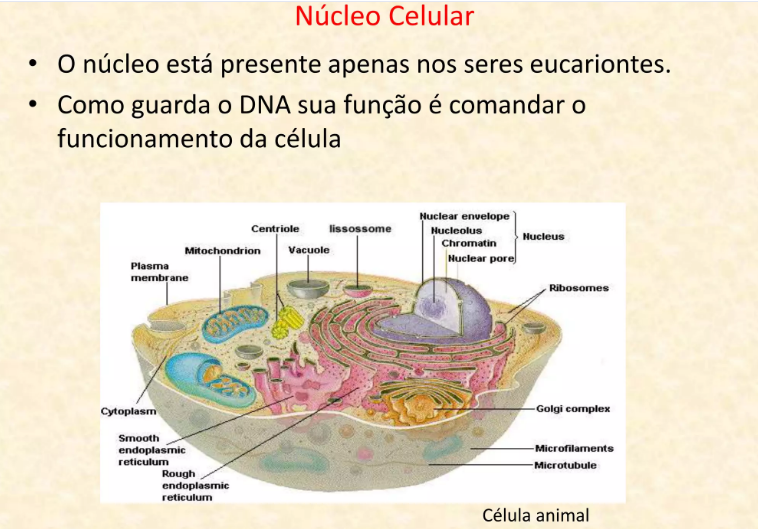 Núcleo Celular
• O núcleo está presente apenas nos seres eucariontes.
• Como guarda o DNA sua função é comandar o
funcionamento da célula
Nuclear envelope
Nucleolus
Chromatin
Nuclear pore
Nucleus
Centriole
lissossome
Mitochondrion
Vacuole
Plasma
membrane
Ribosomes
Cytoplasm
Golgi complex
Smooth
endoplasmic
reticulum
Rough
endoplasmic
reticulum
Microfilaments
Microtubule
Célula animal